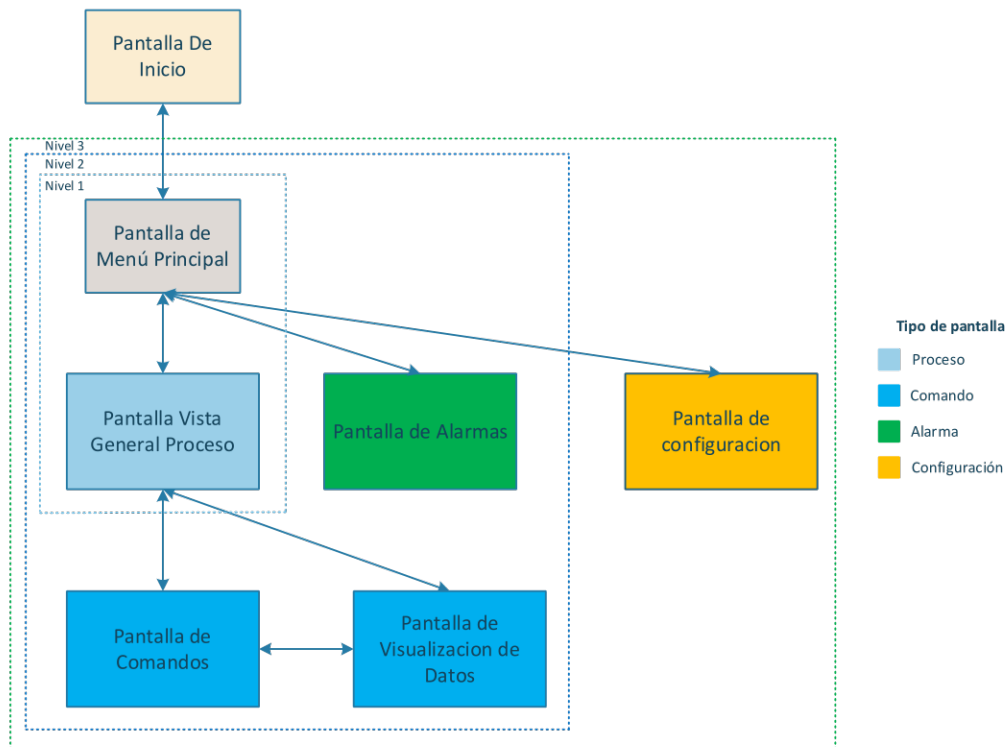 Pantalla De
Inicio
Nivel 3
Nivel 2
Nivel 1
Pantalla de
Menú Principal
Pantalla Vista
General Proceso
Pantalla de Alarmas
Pantalla de
configuracion
Tipo de pantalla
Proceso
Comando
Alarma
Configuración
Pantalla de
Comandos
Pantalla de
Visualizacion de
Datos